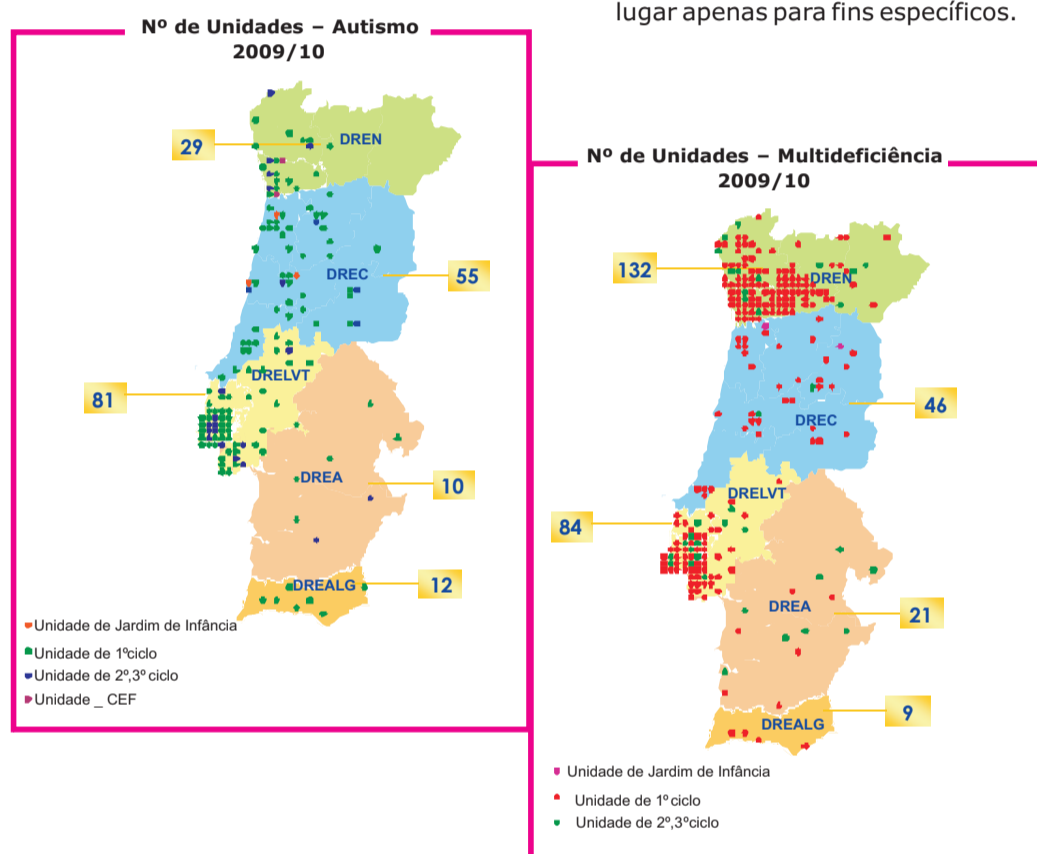 lugar apenas para fins específicos.
Nº de Unidades – Autismo
2009/10
DREN
29
DREC
55
DRELVT
81
DREA
10
DREALG
12
Unidade de Jardim de Infância
Unidade de 1ºciclo
Unidade de 2º,3º ciclo
Unidade _ CEF
Nº de Unidades – Multideficiência
2009/10
132
DREN
DREC
46
DRELVT
84
DREA
21
DREALG
9
Unidade de Jardim de Infância
Unidade de 1º ciclo
Unidade de 2º,3ºciclo